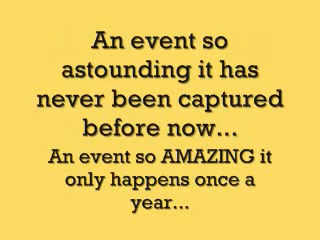 An event so
astounding it has
never been captured
before now...
An event so AMAZING it
only happens once a
year...